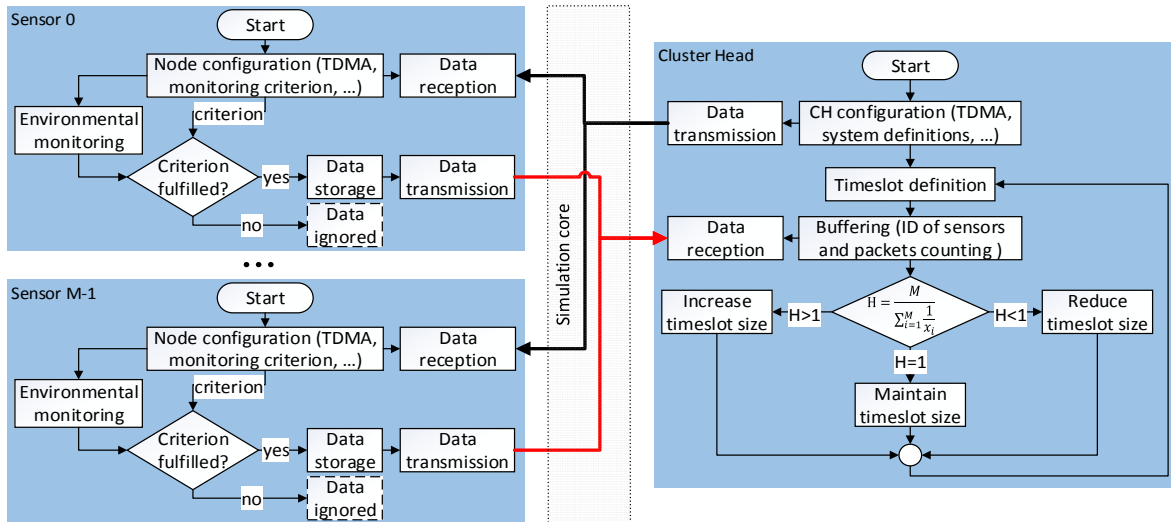 Sensor 0
Start
Node configuration (TDMA,
monitoring criterion, ...)
Data
reception
criterion
Environmental
monitoring
Criterion
fulfilled?
yes
Data
storage
Data
transmission
no
Data
ignored
...
Sensor M-1
Start
Node configuration (TDMA,
monitoring criterion, ...)
Data
reception
criterion
Environmental
monitoring
Criterion
fulfilled?
yes
Data
storage
Data
transmission
no
Data
ignored
Simulation core
Cluster Head
Start
Data
transmission
CH configuration (TDMA,
system definitions, ...)
Timeslot definition
Data
reception
Buffering (ID of sensors
and packets counting )
Increase
timeslot size
H>1
H = M / ∑_{i=1}^{M} 1/x_i
H<1
Reduce
timeslot size
H=1
Maintain
timeslot size